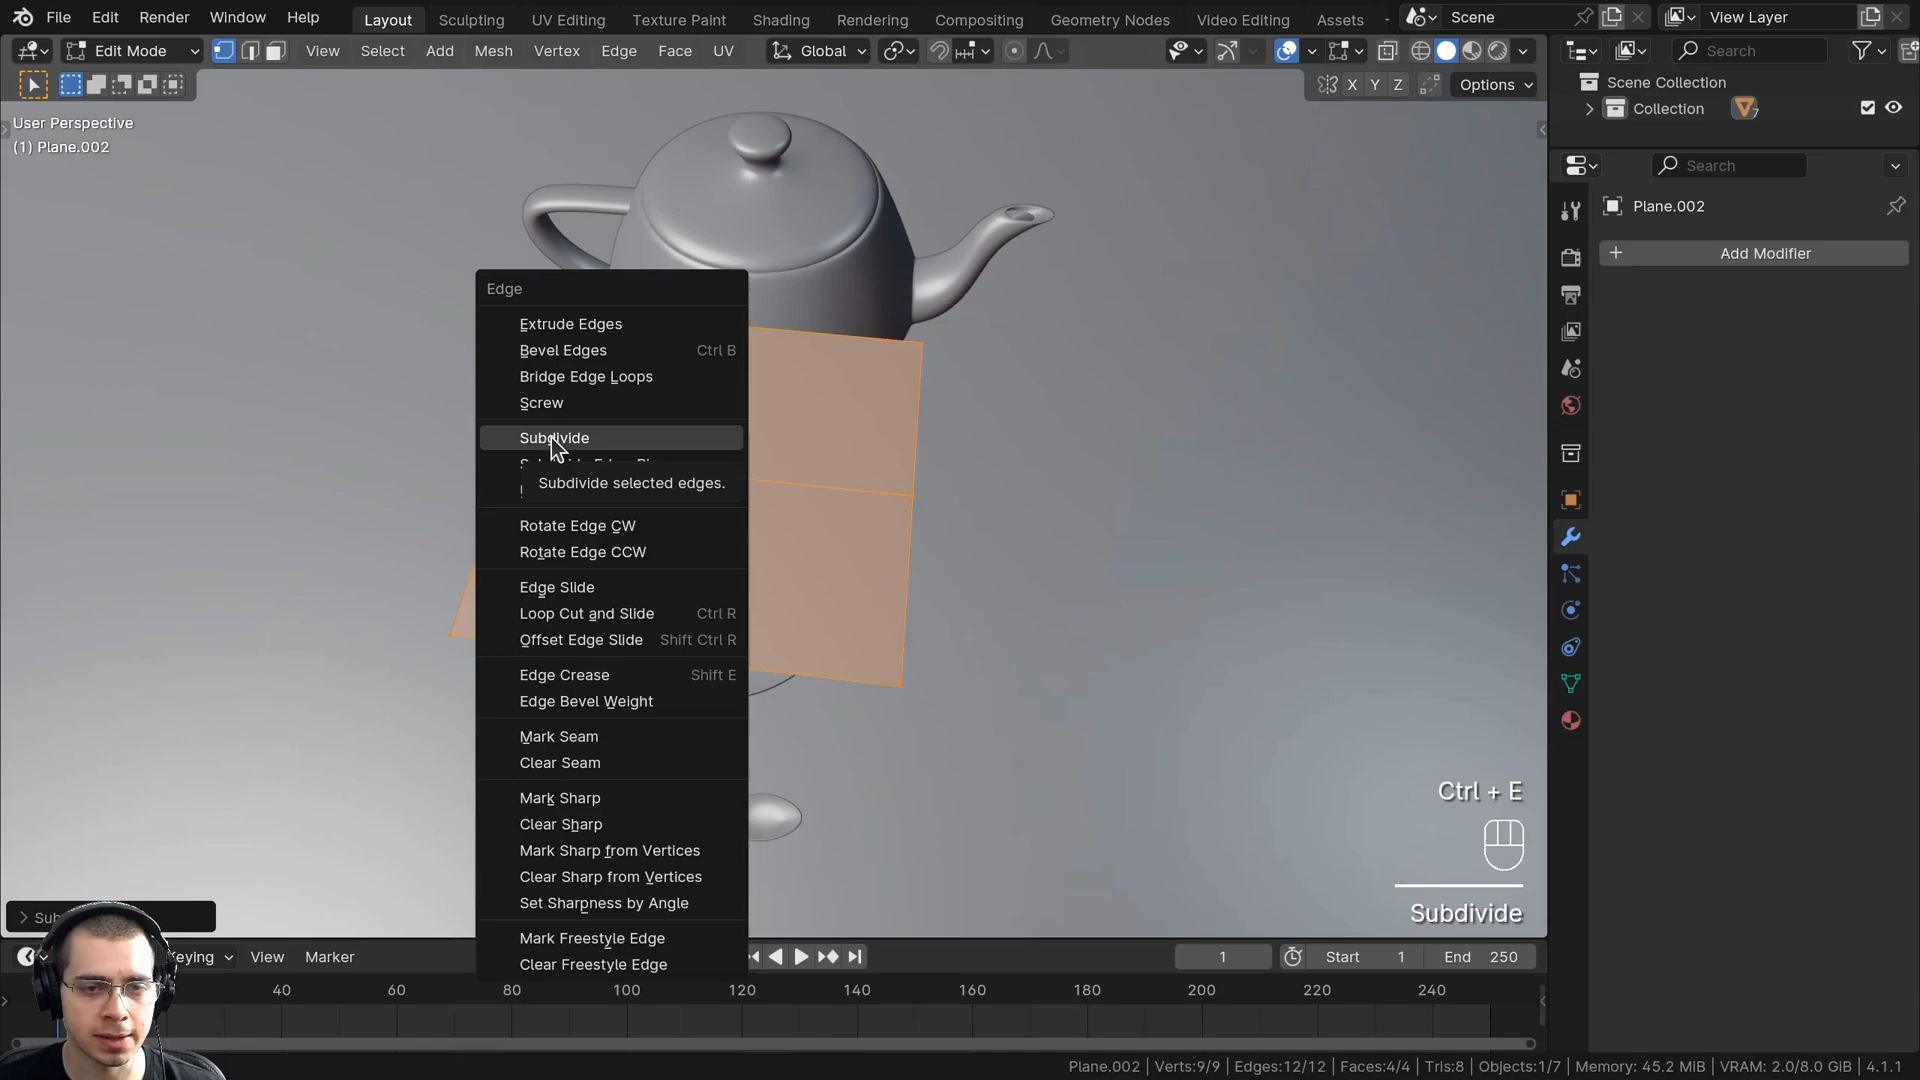 File Edit Render Window Help Layout Sculpting UV Editing Texture Paint Shading Rendering Compositing Geometry Nodes Video Editing Assets Scene View Layer
Edit Mode View Select Add Mesh Vertex Edge Face UV Global Search
X Y Z Options
Scene Collection
Collection 7
User Perspective
(1) Plane.002
Search
Plane.002
Add Modifier
Edge
Extrude Edges
Bevel Edges Ctrl B
Bridge Edge Loops
Screw
Subdivide
Subdivide selected edges.
Rotate Edge CW
Rotate Edge CCW
Edge Slide
Loop Cut and Slide Ctrl R
Offset Edge Slide Shift Ctrl R
Edge Crease Shift E
Edge Bevel Weight
Mark Seam
Clear Seam
Mark Sharp
Clear Sharp
Mark Sharp from Vertices
Clear Sharp from Vertices
Set Sharpness by Angle
Mark Freestyle Edge
Clear Freestyle Edge
Ctrl + E
Subdivide
View Marker 1 Start 1 End 250
40 60 80 100 120 140 160 180 200 220 240
Plane.002 | Verts:9/9 | Edges:12/12 | Faces:4/4 | Tris:8 | Objects:1/7 | Memory: 45.2 MiB | VRAM: 2.0/8.0 GiB | 4.1.1